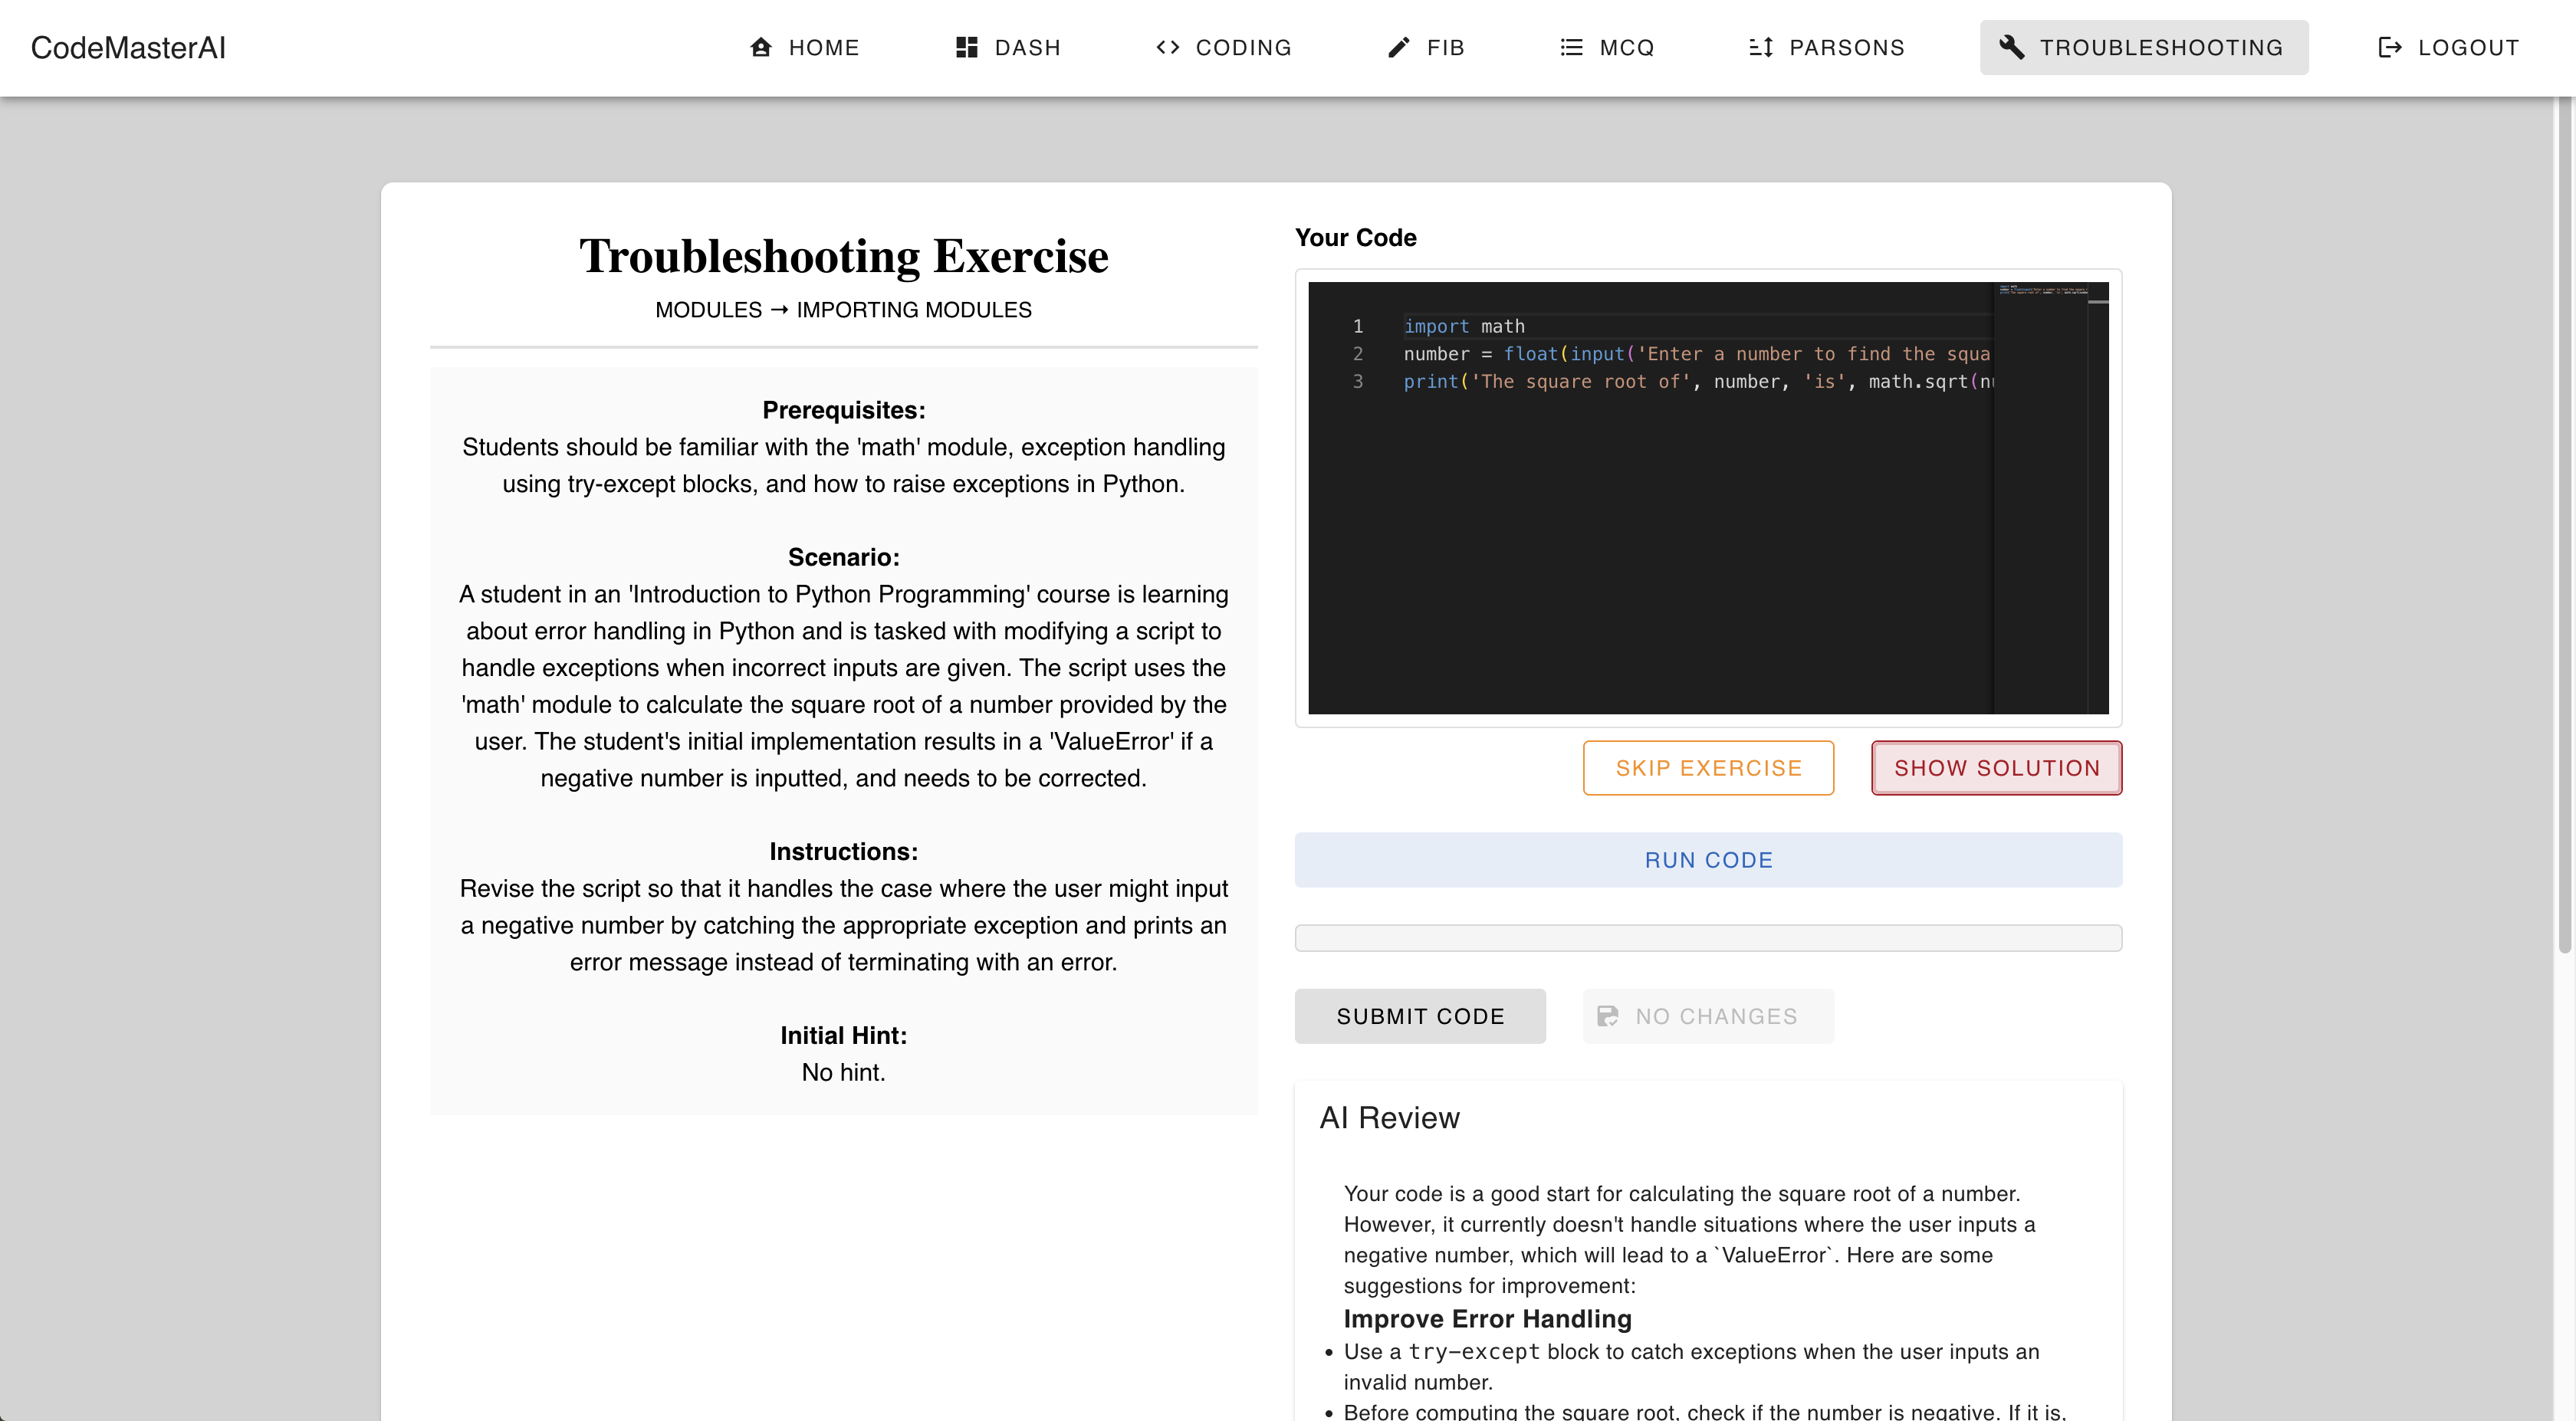 CodeMasterAI
HOME
DASH
CODING
FIB
MCQ
PARSONS
TROUBLESHOOTING
LOGOUT
Troubleshooting Exercise
MODULES → IMPORTING MODULES
Prerequisites:
Students should be familiar with the 'math' module, exception handling
using try-except blocks, and how to raise exceptions in Python.
Scenario:
A student in an 'Introduction to Python Programming' course is learning
about error handling in Python and is tasked with modifying a script to
handle exceptions when incorrect inputs are given. The script uses the
'math' module to calculate the square root of a number provided by the
user. The student's initial implementation results in a 'ValueError' if a
negative number is inputted, and needs to be corrected.
Instructions:
Revise the script so that it handles the case where the user might input
a negative number by catching the appropriate exception and prints an
error message instead of terminating with an error.
Initial Hint:
No hint.
Your Code
1 import math
2 number = float(input('Enter a number to find the squa
3 print('The square root of', number, 'is', math.sqrt(
SKIP EXERCISE
SHOW SOLUTION
RUN CODE
SUBMIT CODE
NO CHANGES
AI Review
Your code is a good start for calculating the square root of a number.
However, it currently doesn't handle situations where the user inputs a
negative number, which will lead to a `ValueError`. Here are some
suggestions for improvement:
Improve Error Handling
• Use a try-except block to catch exceptions when the user inputs an
invalid number.
• Before computing the square root, check if the number is negative. If it is,